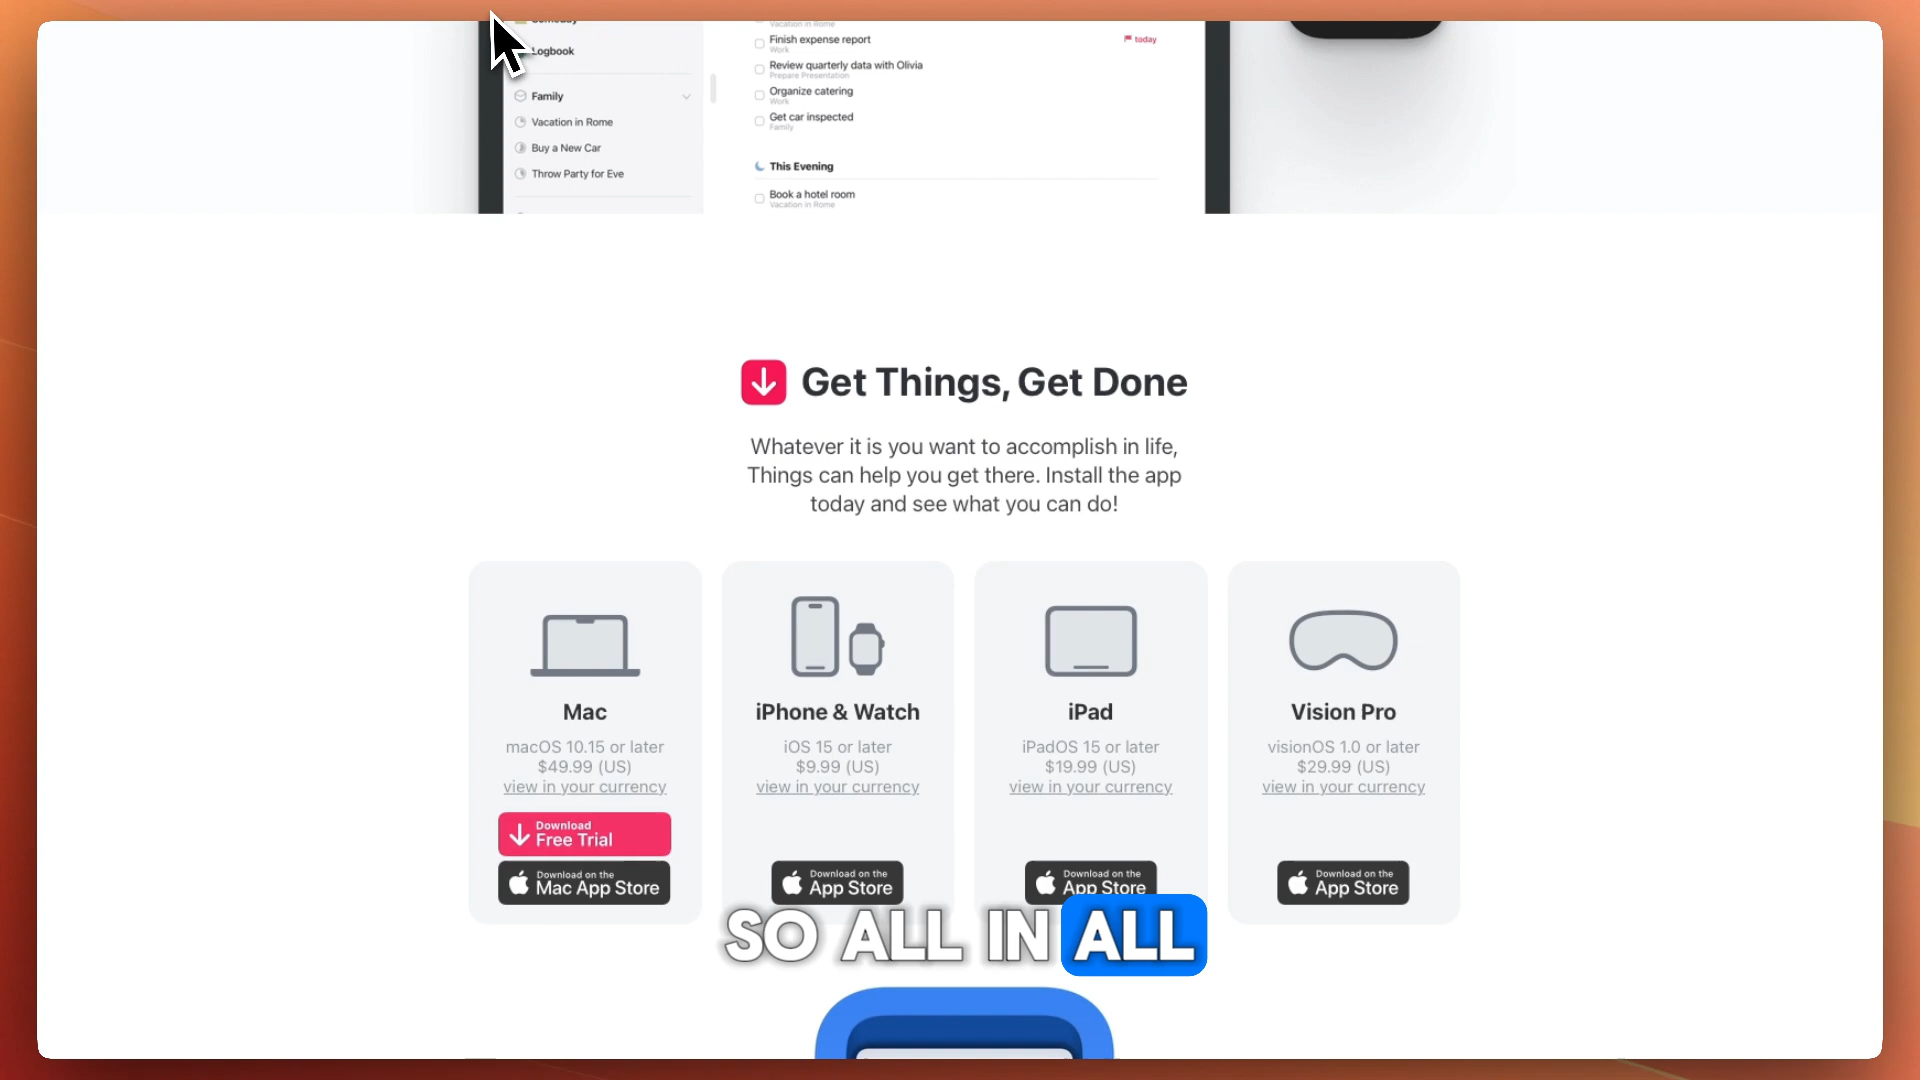 Someday
Logbook
Family
Vacation in Rome
Buy a New Car
Throw Party for Eve
Vacation in Rome
Finish expense report
Work
today
Review quarterly data with Olivia
Prepare Presentation
Organize catering
Work
Get car inspected
Family
This Evening
Book a hotel room
Vacation in Rome
Get Things, Get Done
Whatever it is you want to accomplish in life,
Things can help you get there. Install the app
today and see what you can do!
Mac
macOS 10.15 or later
$49.99 (US)
view in your currency
Download
Free Trial
Download on the
Mac App Store
iPhone & Watch
iOS 15 or later
$9.99 (US)
view in your currency
Download on the
App Store
iPad
iPadOS 15 or later
$19.99 (US)
view in your currency
Download on the
App Store
Vision Pro
visionOS 1.0 or later
$29.99 (US)
view in your currency
Download on the
App Store
SO ALL IN ALL